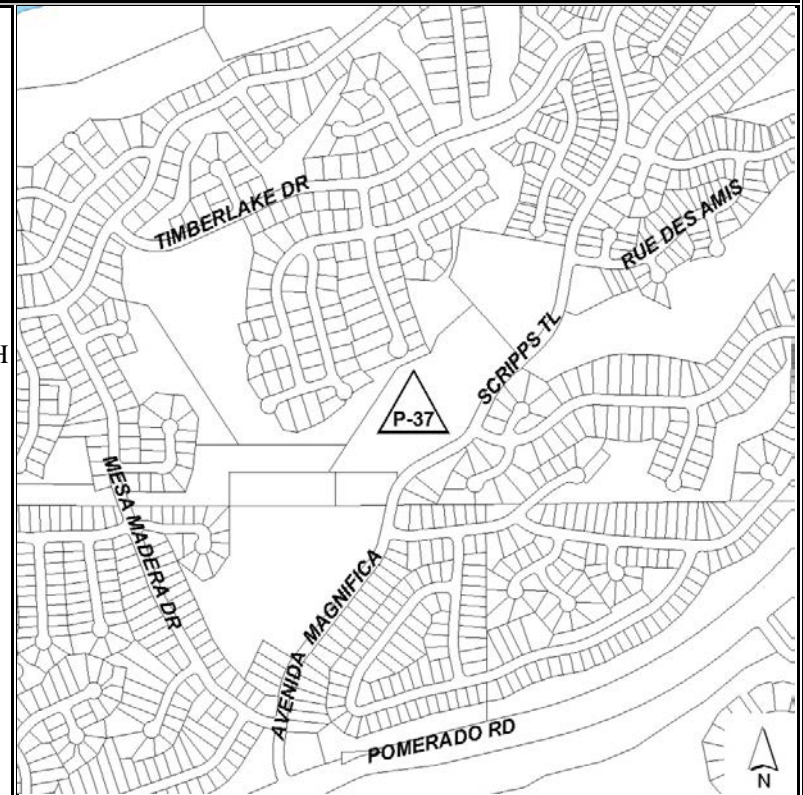 TIMBERLAKE DR
RUE DES AMIS
SCRIPPS TL
H
P-37
MESA MADERA DR
AVENIDA MAGNIFICA
POMERADO RD
N